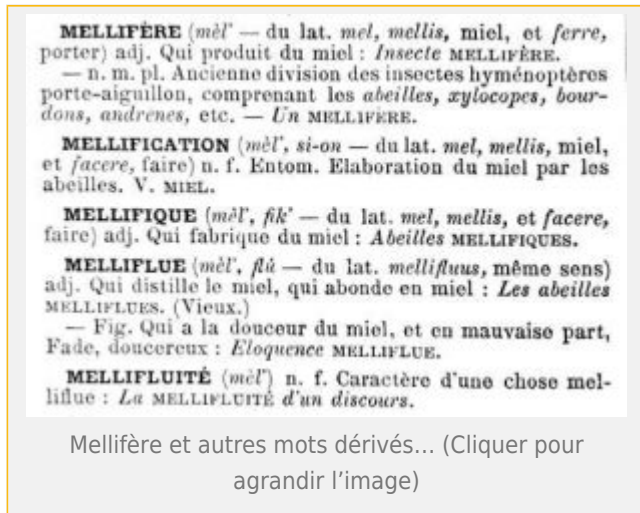 MELLIFÈRE (mèl' — du lat. mel, mellis, miel, et ferre,
porter) adj. Qui produit du miel : Insecte MELLIFÈRE.
— n. m. pl. Ancienne division des insectes hyménoptères
porte-aiguillon, comprenant les abeilles, xylocopes, bour-
dons, andrènes, etc. — Un MELLIFÈRE.
MELLIFICATION (mèl', si-on — du lat. mel, mellis, miel,
et facere, faire) n. f. Entom. Elaboration du miel par les
abeilles. V. MIEL.
MELLIFIQUE (mèl', fik' — du lat. mel, mellis, et facere,
faire) adj. Qui fabrique du miel : Abeilles MELLIFIQUES.
MELLIFLUE (mèl', flû — du lat. mellifluus, même sens)
adj. Qui distille le miel, qui abonde en miel : Les abeilles
MELLIFLUES. (Vieux.)
— Fig. Qui a la douceur du miel, et en mauvaise part,
Fade, doucereux : Eloquence MELLIFLUE.
MELLIFLUITÉ (mèl') n. f. Caractère d'une chose mel-
liflue : La MELLIFLUITÉ d'un discours.
Mellifère et autres mots dérivés… (Cliquer pour
agrandir l'image)